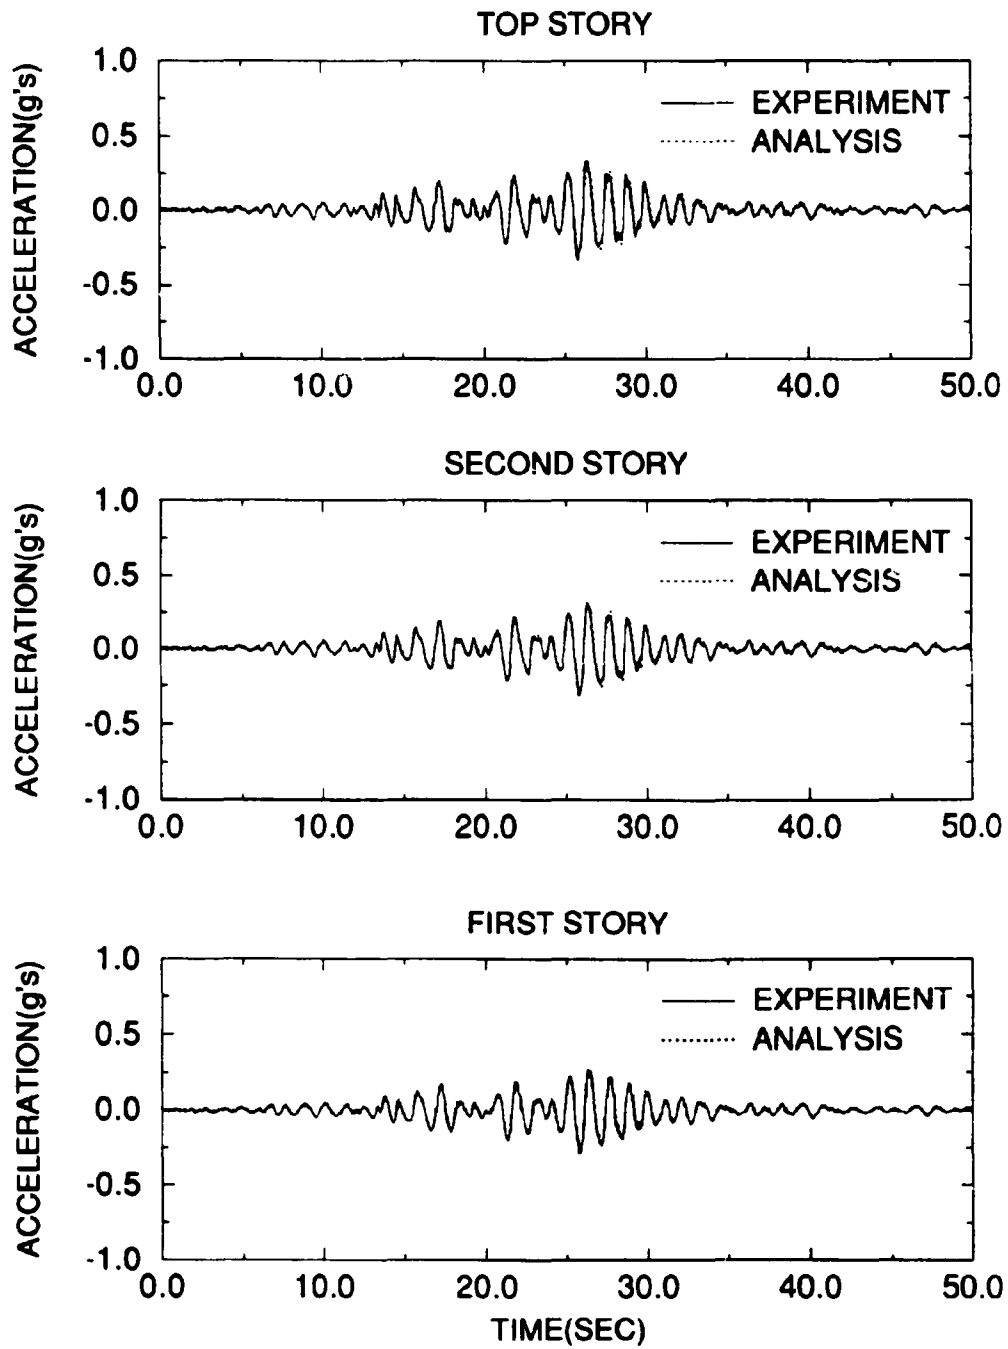 TOP STORY
ACCELERATION(g's)
1.0
0.5
0.0
-0.5
-1.0
EXPERIMENT
ANALYSIS
0.0 10.0 20.0 30.0 40.0 50.0
SECOND STORY
ACCELERATION(g's)
1.0
0.5
0.0
-0.5
-1.0
EXPERIMENT
ANALYSIS
0.0 10.0 20.0 30.0 40.0 50.0
FIRST STORY
ACCELERATION(g's)
1.0
0.5
0.0
-0.5
-1.0
EXPERIMENT
ANALYSIS
0.0 10.0 20.0 30.0 40.0 50.0
TIME(SEC)